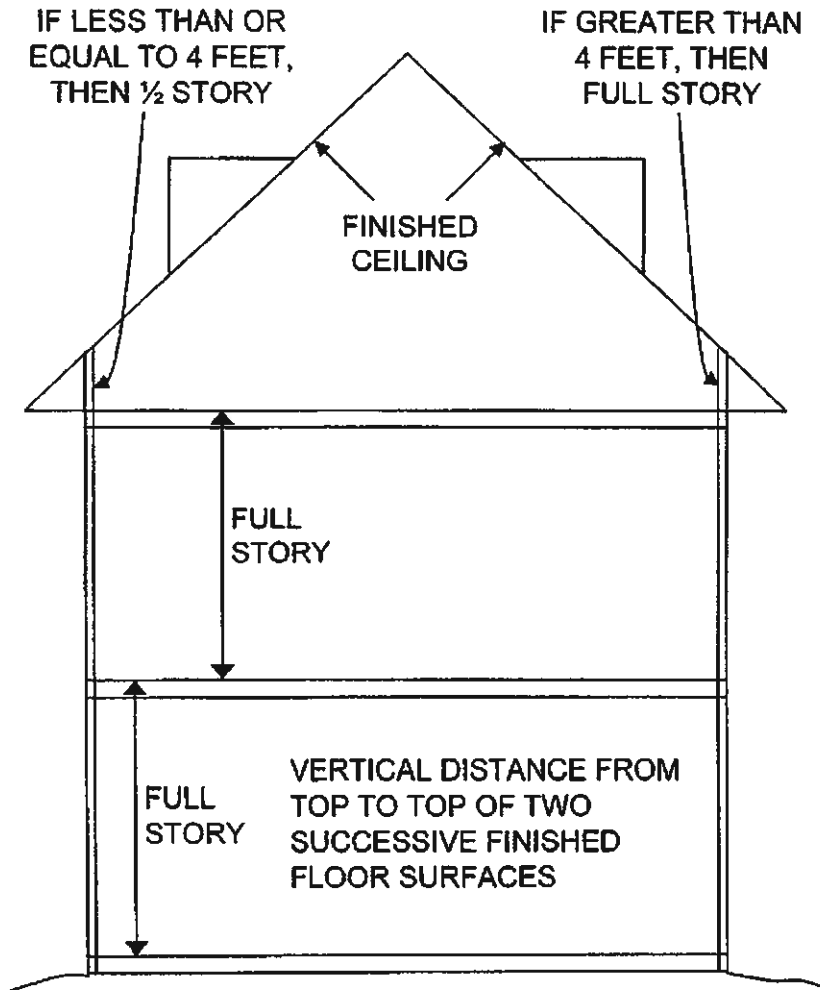 IF LESS THAN OR
EQUAL TO 4 FEET,
THEN ½ STORY
IF GREATER THAN
4 FEET, THEN
FULL STORY
FINISHED
CEILING
FULL
STORY
FULL
STORY
VERTICAL DISTANCE FROM
TOP TO TOP OF TWO
SUCCESSIVE FINISHED
FLOOR SURFACES